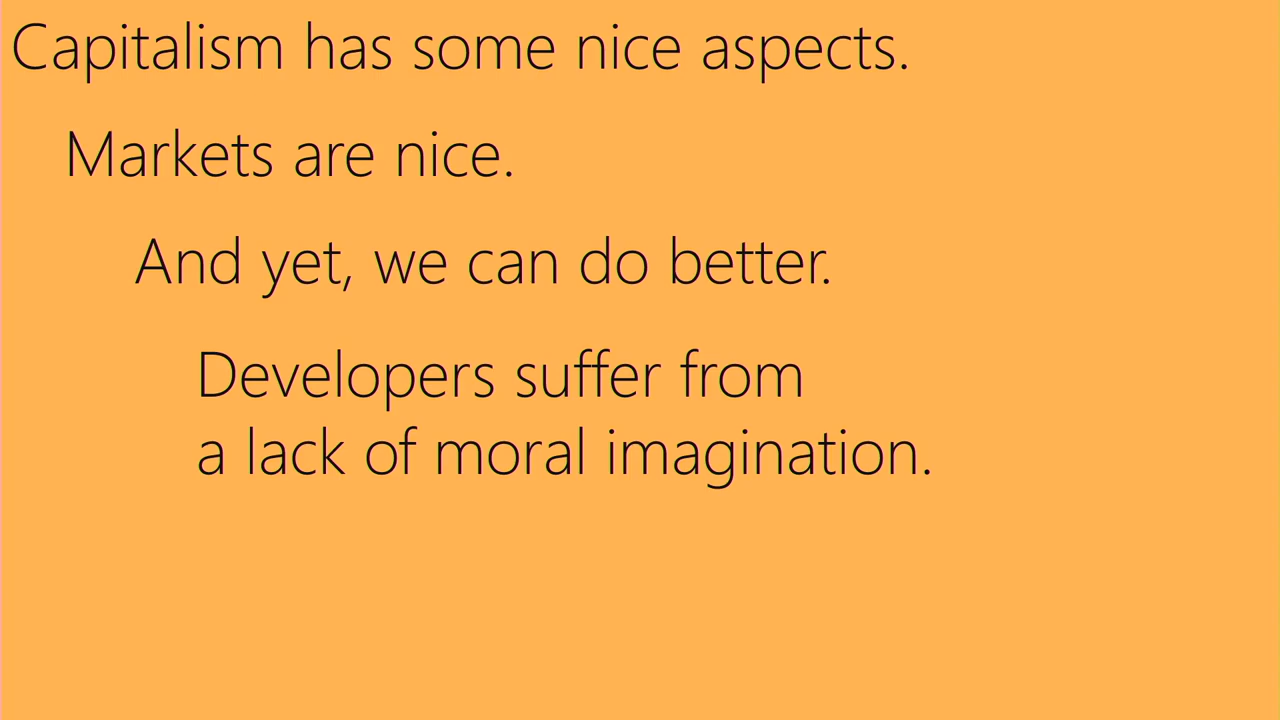 Capitalism has some nice aspects.
Markets are nice.
And yet, we can do better.
Developers suffer from
a lack of moral imagination.